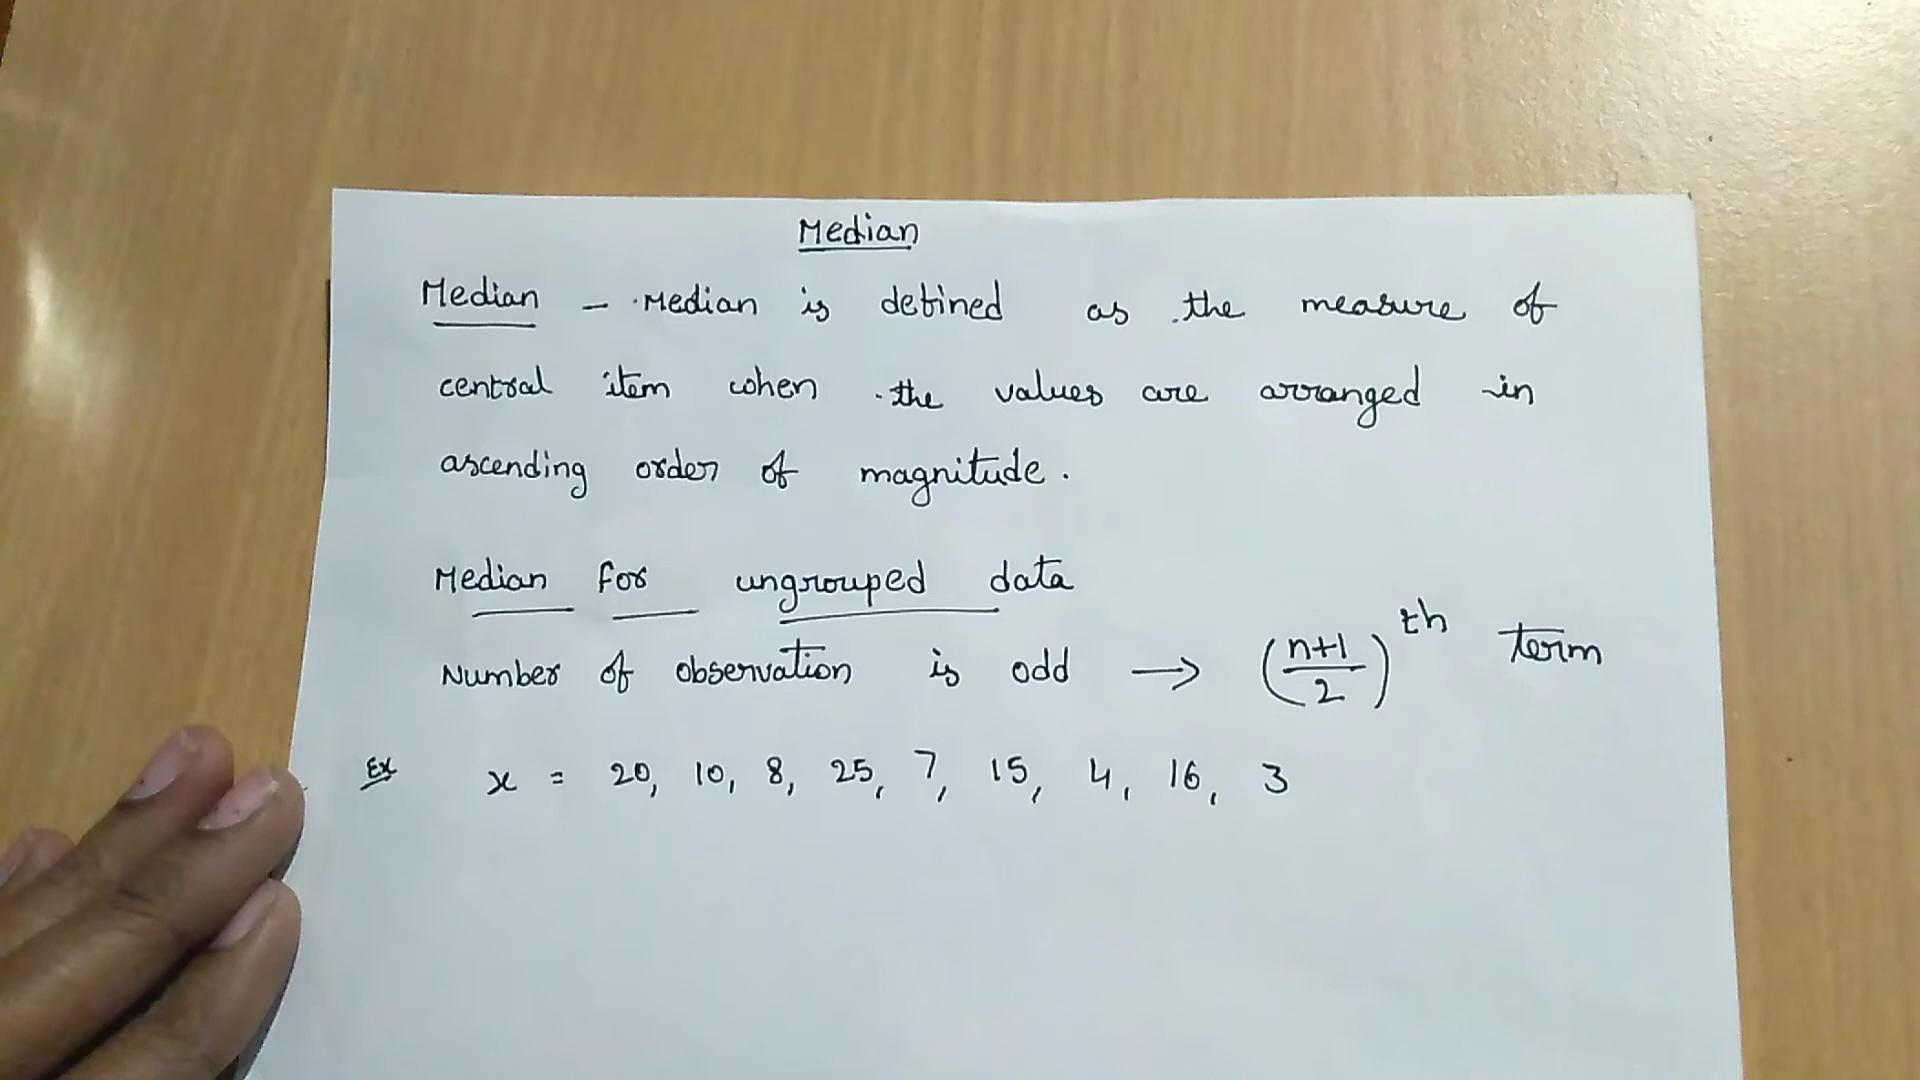 Median
Median - Median is defined as the measure of
central item when the values are arranged in
ascending order of magnitude.
Median for ungrouped data
Number of observation is odd → (n+1/2)th term
Ex x = 20, 10, 8, 25, 7, 15, 4, 16, 3